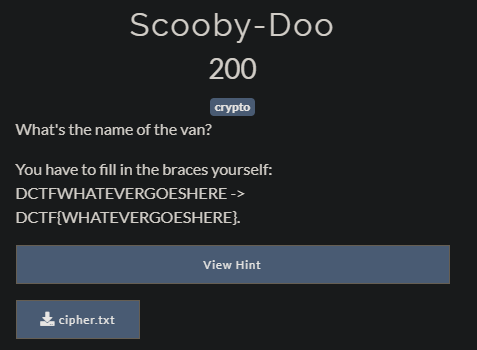 Scooby-Doo
200
crypto
What's the name of the van?
You have to fill in the braces yourself:
DCTFWHATEVERGOESHERE ->
DCTF{WHATEVERGOESHERE}.
View Hint
cipher.txt